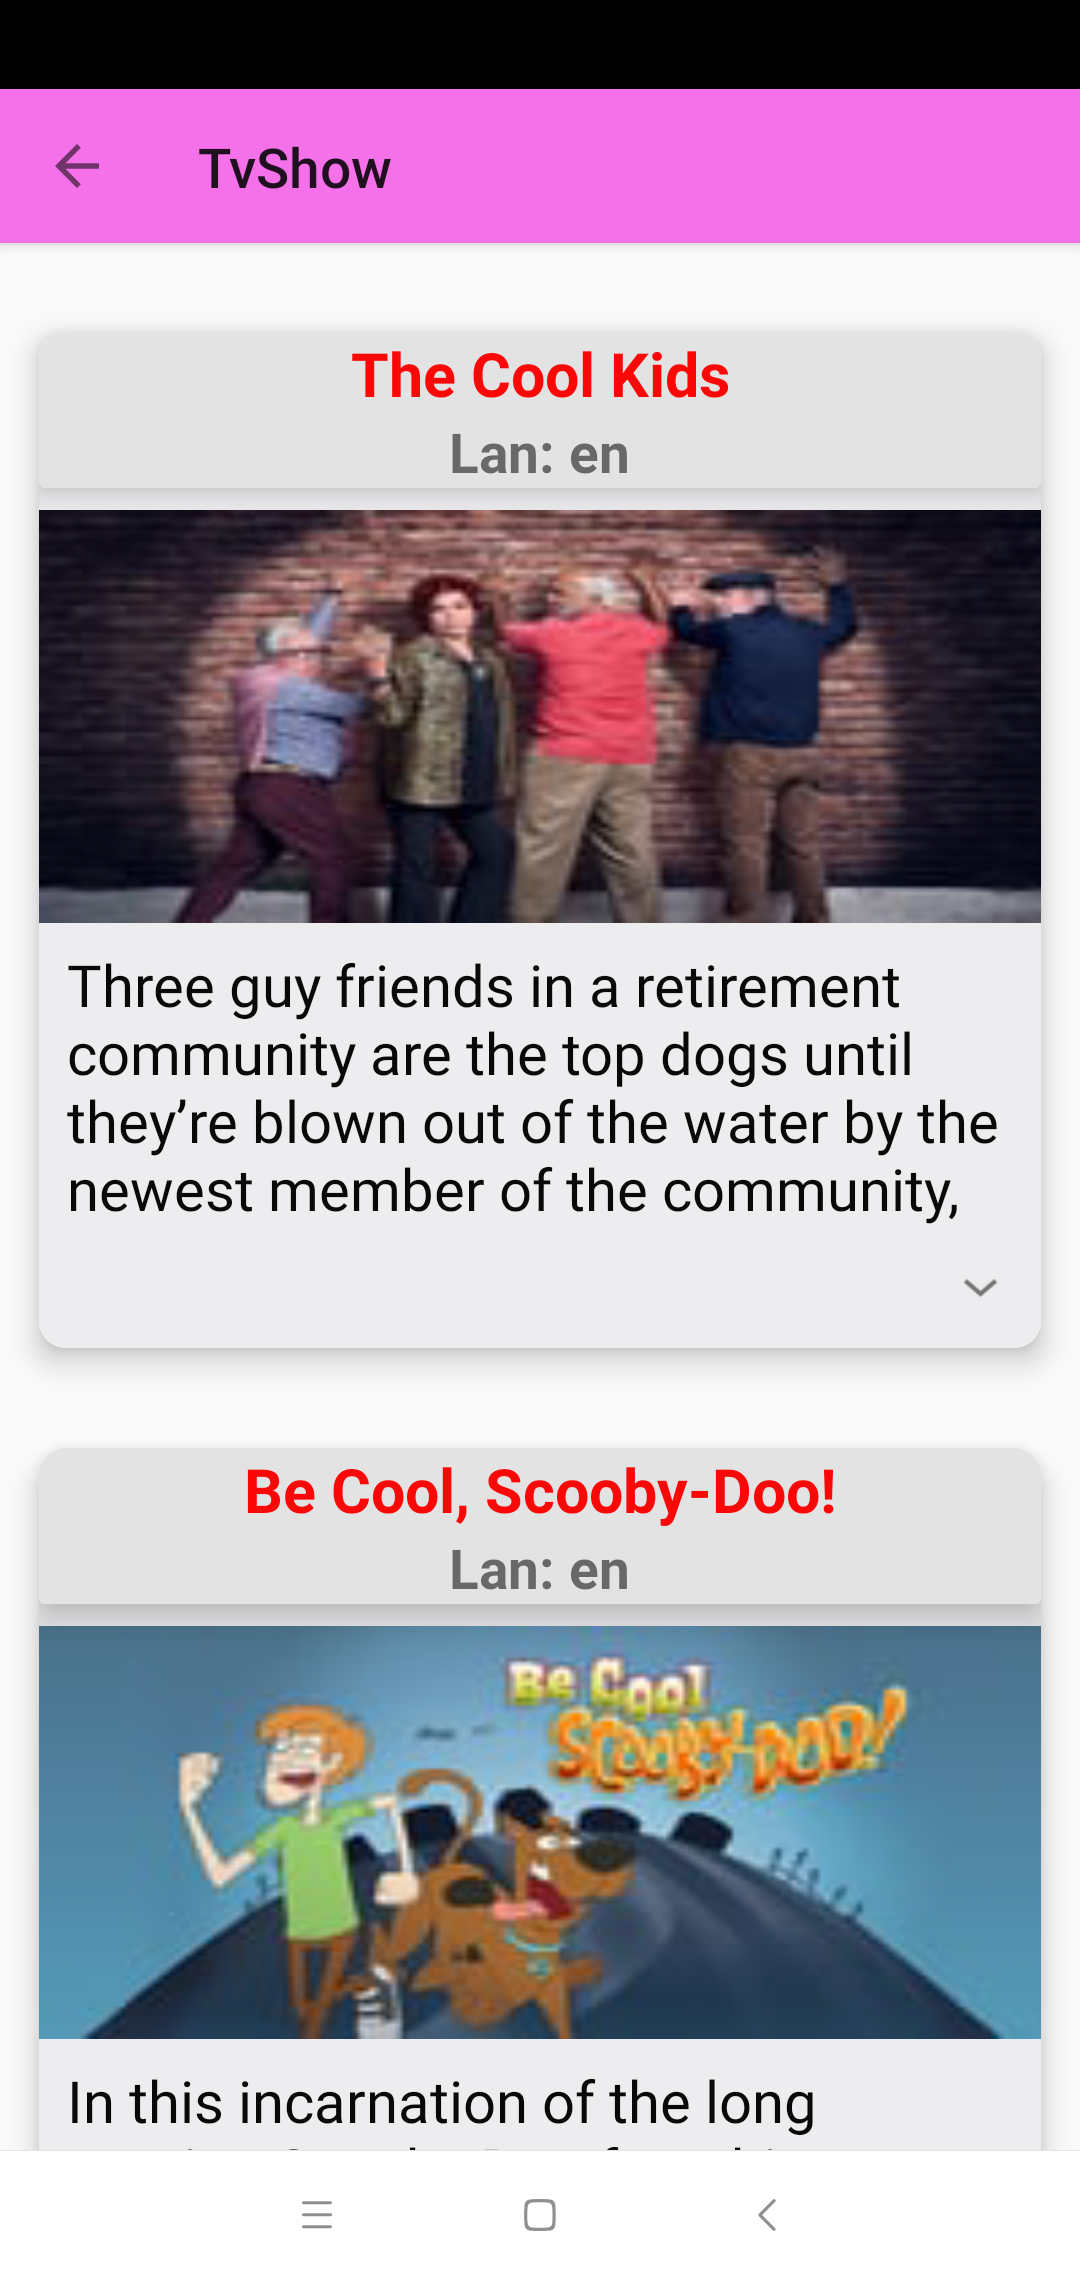 TvShow
The Cool Kids
Lan: en
Three guy friends in a retirement
community are the top dogs until
they’re blown out of the water by the
newest member of the community,
Be Cool, Scooby-Doo!
Lan: en
Be Cool
SCOOBY-DOO!
In this incarnation of the long